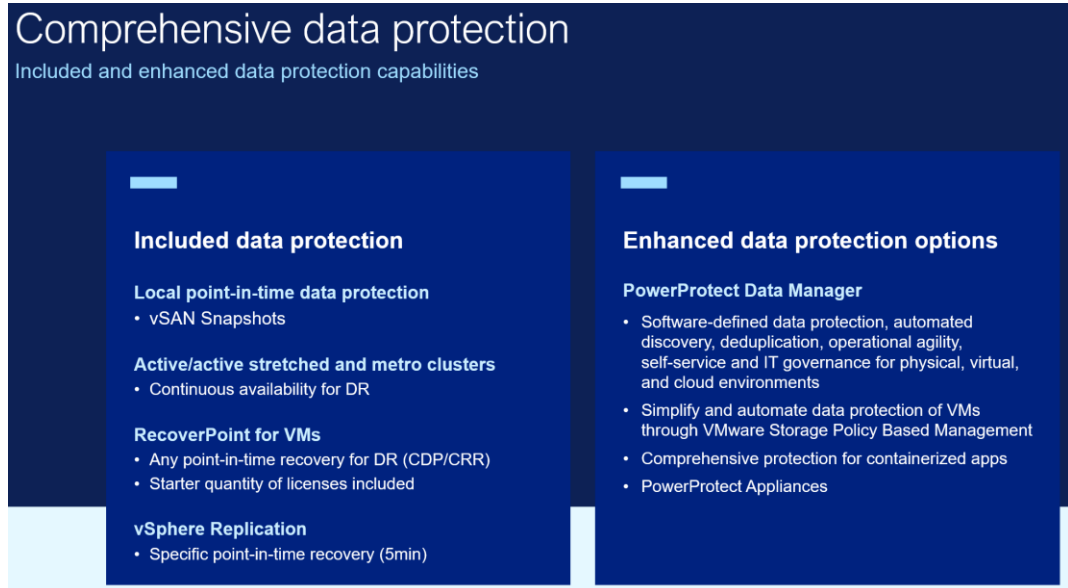 Comprehensive data protection
Included and enhanced data protection capabilities
Included data protection
Local point-in-time data protection
• vSAN Snapshots
Active/active stretched and metro clusters
• Continuous availability for DR
RecoverPoint for VMs
• Any point-in-time recovery for DR (CDP/CRR)
• Starter quantity of licenses included
vSphere Replication
• Specific point-in-time recovery (5min)
Enhanced data protection options
PowerProtect Data Manager
• Software-defined data protection, automated
discovery, deduplication, operational agility,
self-service and IT governance for physical, virtual,
and cloud environments
• Simplify and automate data protection of VMs
through VMware Storage Policy Based Management
• Comprehensive protection for containerized apps
• PowerProtect Appliances